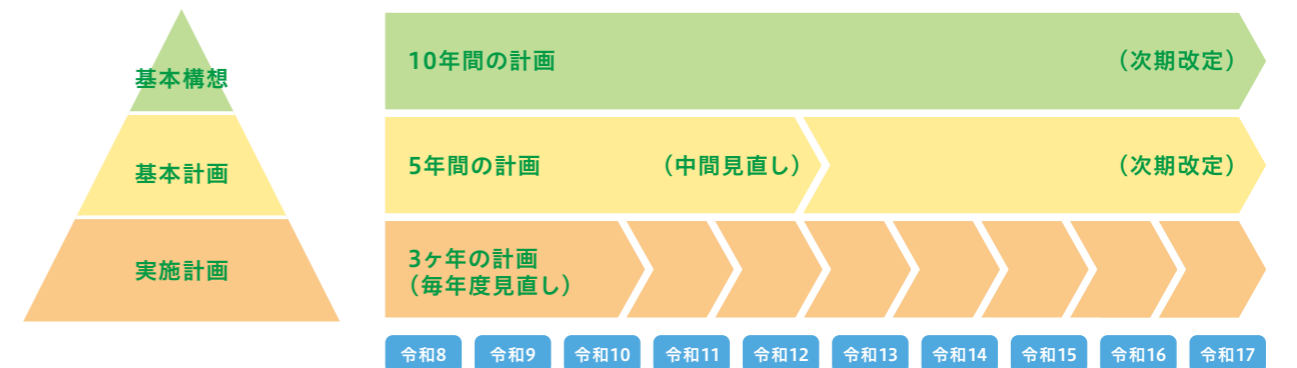 基本構想
10年間の計画
(次期改定)
基本計画
5年間の計画
(中間見直し)
(次期改定)
実施計画
3ヶ年の計画
(毎年度見直し)
令和8
令和9
令和10
令和11
令和12
令和13
令和14
令和15
令和16
令和17